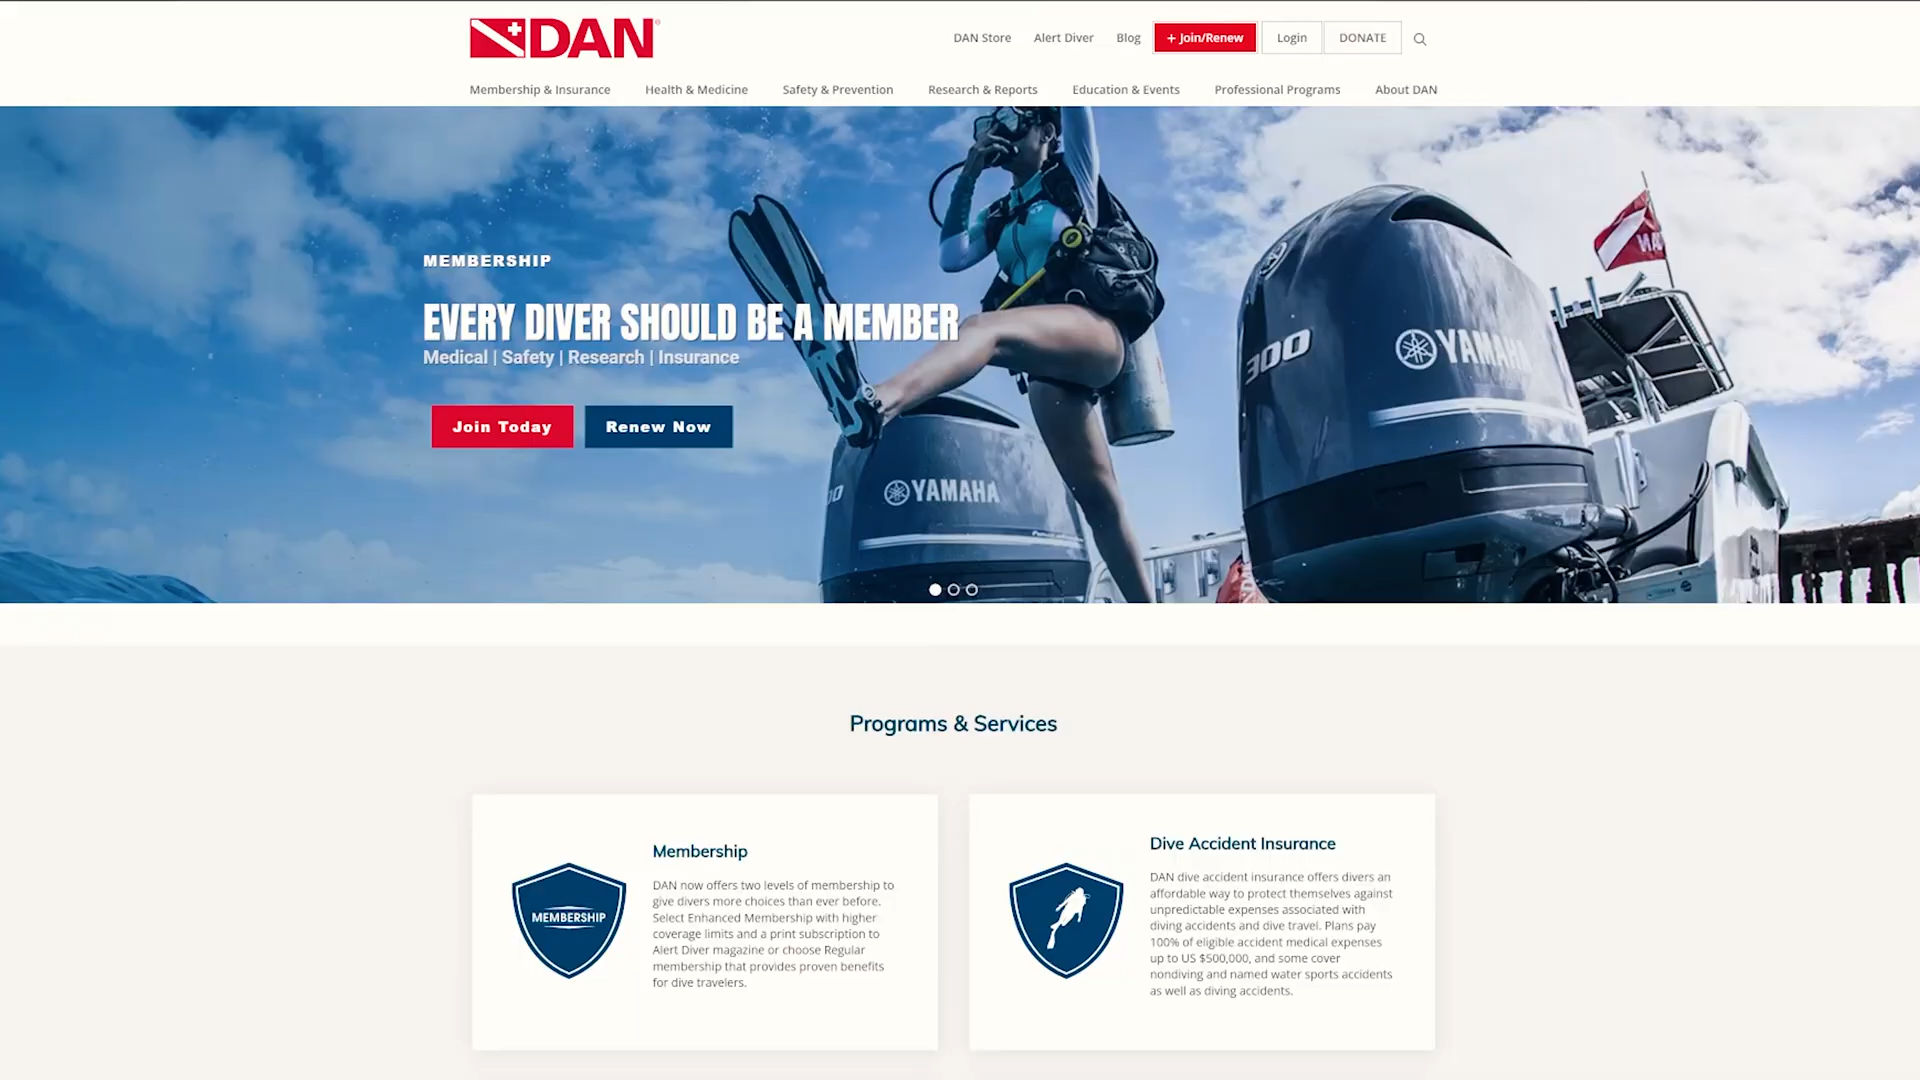 DAN®
DAN Store
Alert Diver
Blog
+ Join/Renew
Login
DONATE
Membership & Insurance
Health & Medicine
Safety & Prevention
Research & Reports
Education & Events
Professional Programs
About DAN
MEMBERSHIP
EVERY DIVER SHOULD BE A MEMBER
Medical | Safety | Research | Insurance
Join Today
Renew Now
300
YAMAHA
YAMAHA
Programs & Services
MEMBERSHIP
Membership
DAN now offers two levels of membership to
give divers more choices than ever before.
Select Enhanced Membership with higher
coverage limits and a print subscription to
Alert Diver magazine or choose Regular
membership that provides proven benefits
for dive travelers.
Dive Accident Insurance
DAN dive accident insurance offers divers an
affordable way to protect themselves against
unpredictable expenses associated with
diving accidents and dive travel. Plans pay
100% of eligible accident medical expenses
up to US $500,000, and some cover
nondiving and named water sports accidents
as well as diving accidents.